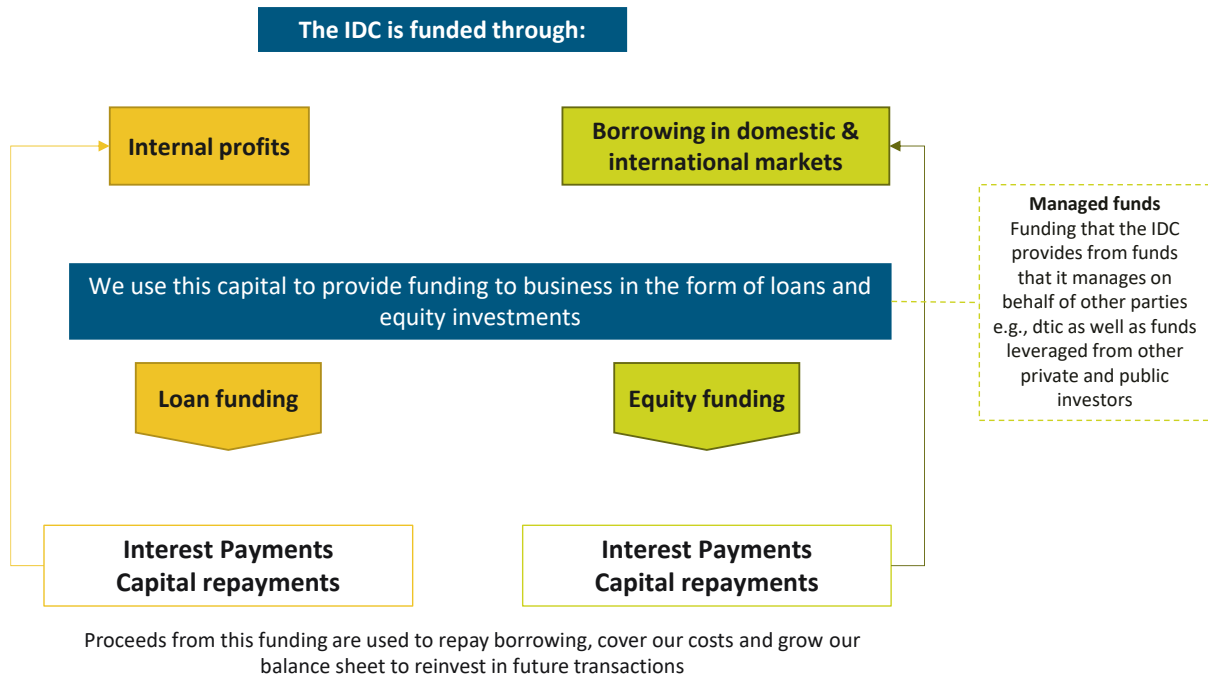 The IDC is funded through:
Internal profits
Borrowing in domestic &
international markets
Managed funds
Funding that the IDC
provides from funds
that it manages on
behalf of other parties
e.g., dtic as well as funds
leveraged from other
private and public
investors
We use this capital to provide funding to business in the form of loans and
equity investments
Loan funding
Equity funding
Interest Payments
Capital repayments
Interest Payments
Capital repayments
Proceeds from this funding are used to repay borrowing, cover our costs and grow our
balance sheet to reinvest in future transactions